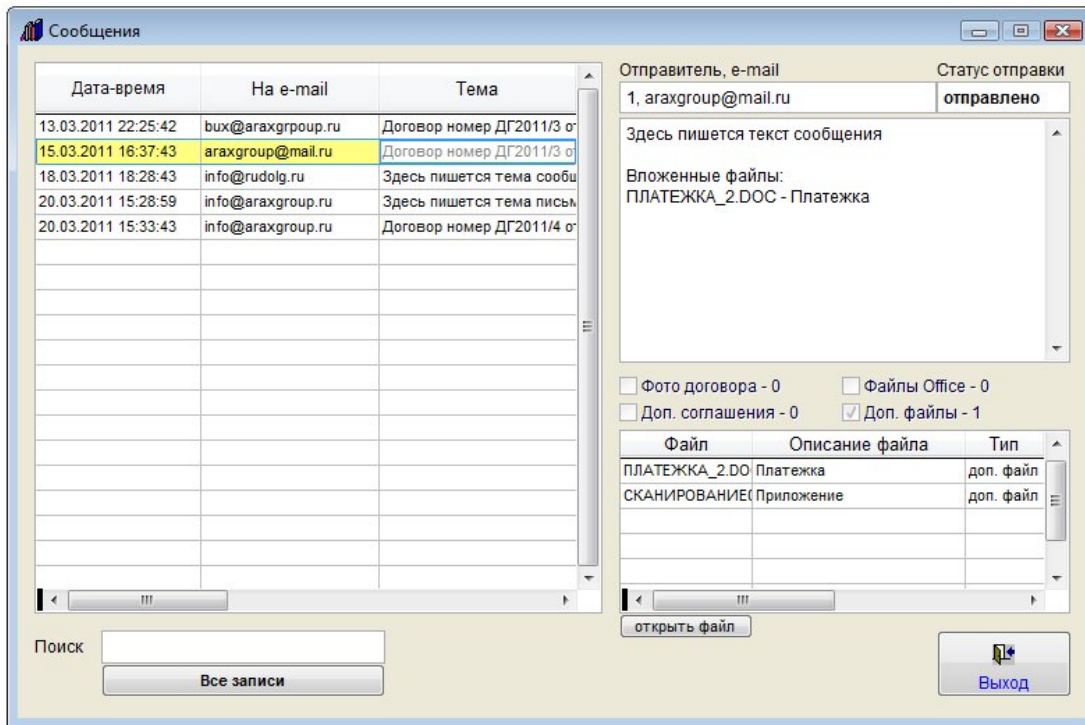 Сообщения
Дата-время На e-mail Тема
13.03.2011 22:25:42 bux@araxgrpoup.ru Договор номер ДГ2011/3 от
15.03.2011 16:37:43 araxgroup@mail.ru Договор номер ДГ2011/3 от
18.03.2011 18:28:43 info@rudolg.ru Здесь пишется тема сообщ
20.03.2011 15:28:59 info@araxgroup.ru Здесь пишется тема письм
20.03.2011 15:33:43 info@araxgroup.ru Договор номер ДГ2011/4 от
Поиск
Все записи
Отправитель, e-mail Статус отправки
1, araxgroup@mail.ru отправлено
Здесь пишется текст сообщения
Вложенные файлы:
ПЛАТЕЖКА_2.DOC - Платежка
Фото договора - 0 Файлы Office - 0
Доп. соглашения - 0 Доп. файлы - 1
Файл Описание файла Тип
ПЛАТЕЖКА_2.DO Платежка доп. файл
СКАНИРОВАНИЕ0 Приложение доп. файл
открыть файл
Выход